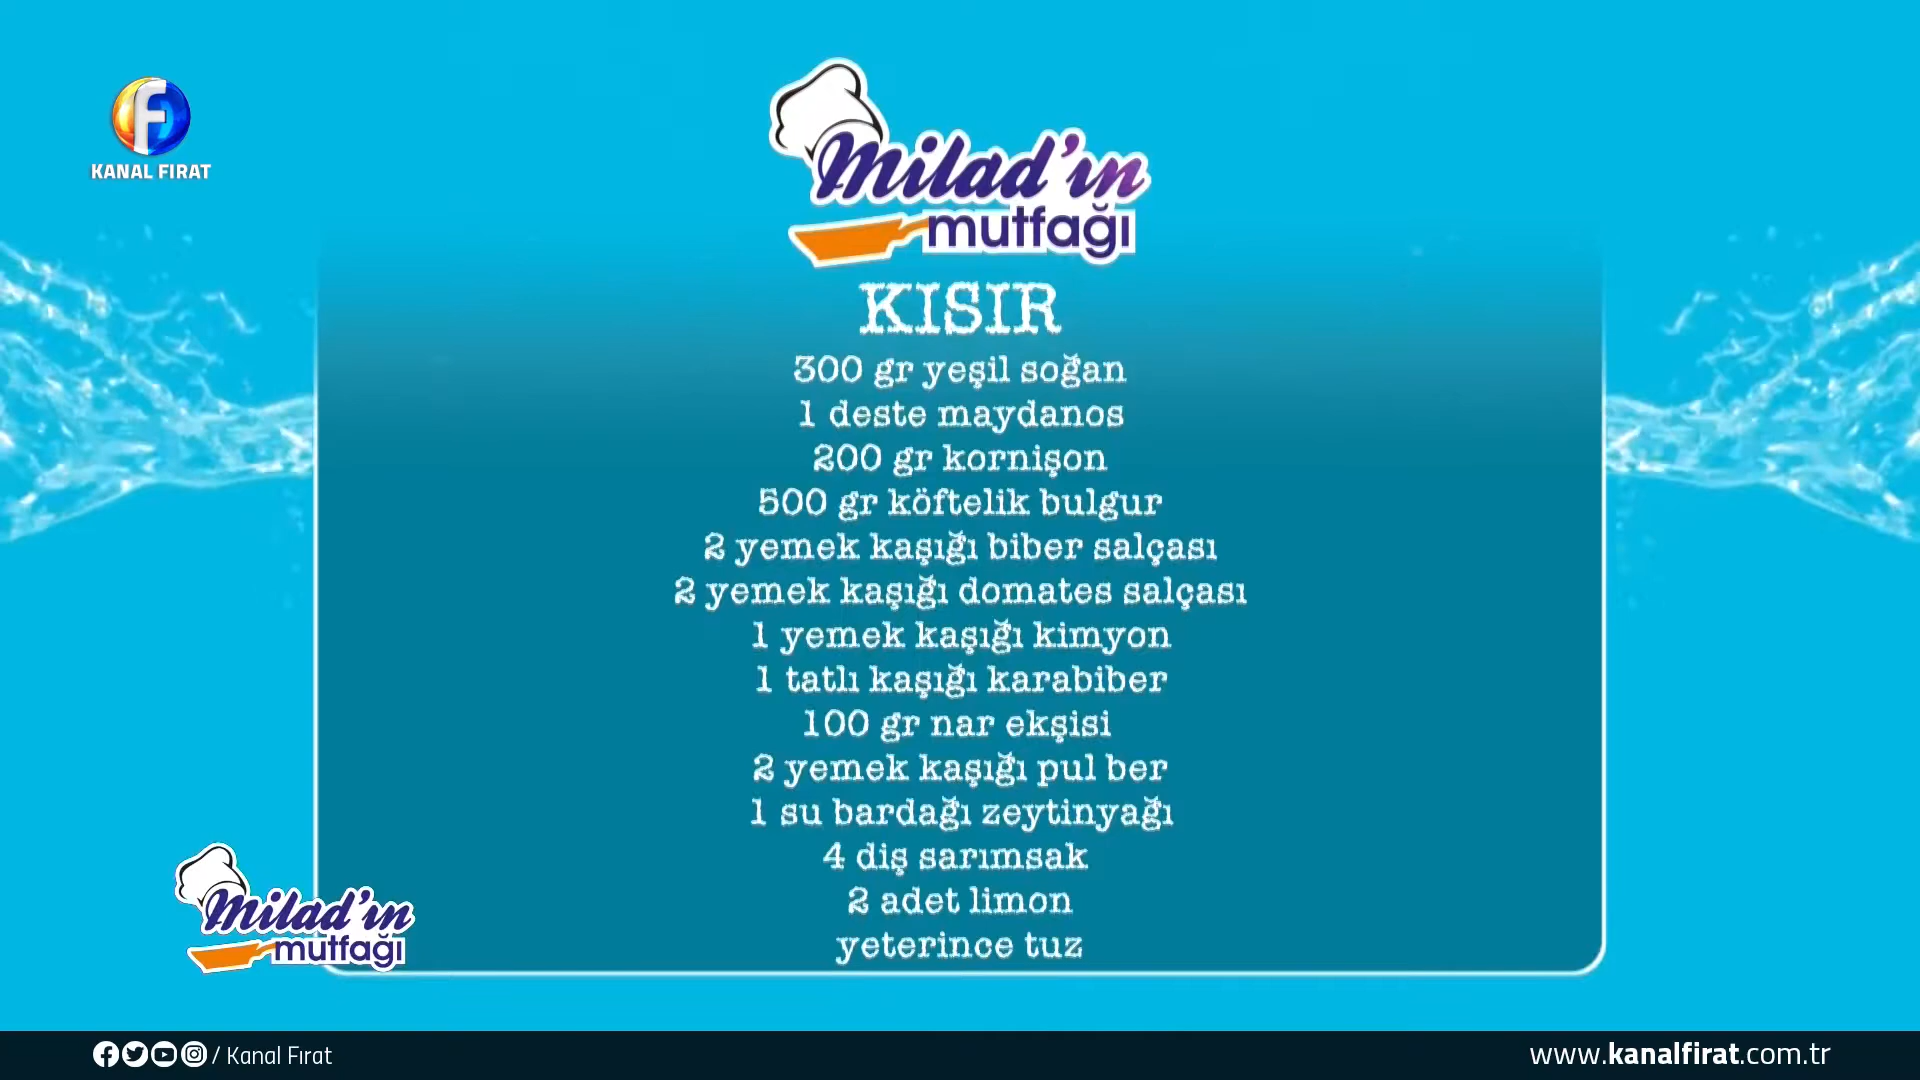 KANAL FIRAT
Milad'ın
mutfağı
KISIR
300 gr yeşil soğan
1 deste maydanos
200 gr kornişon
500 gr köftelik bulgur
2 yemek kaşığı biber salçası
2 yemek kaşığı domates salçası
1 yemek kaşığı kimyon
1 tatlı kaşığı karabiber
100 gr nar ekşisi
2 yemek kaşığı pul ber
1 su bardağı zeytinyağı
4 diş sarımsak
2 adet limon
yeterince tuz
Milad'ın
mutfağı
/ Kanal Fırat
www.kanalfirat.com.tr